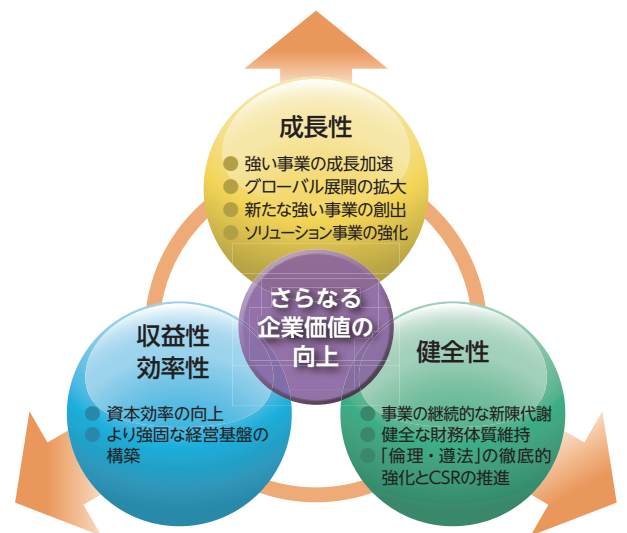 成長性
● 強い事業の成長加速
● グローバル展開の拡大
● 新たな強い事業の創出
● ソリューション事業の強化
さらなる
企業価値の
向上
収益性
効率性
● 資本効率の向上
● より強固な経営基盤の
構築
健全性
● 事業の継続的な新陳代謝
● 健全な財務体質維持
● 「倫理・遵法」の徹底的
強化とCSRの推進